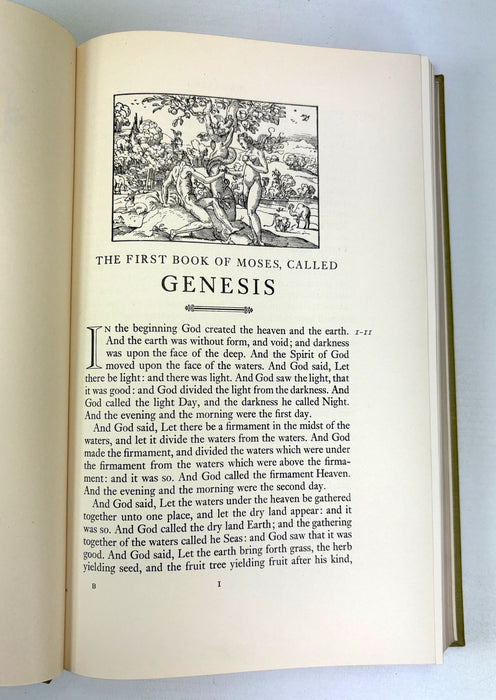 THE FIRST BOOK OF MOSES, CALLED
GENESIS
IN the beginning God created the heaven and the earth. 1-11
And the earth was without form, and void; and darkness
was upon the face of the deep. And the Spirit of God
moved upon the face of the waters. And God said, Let
there be light: and there was light. And God saw the light, that
it was good: and God divided the light from the darkness. And
God called the light Day, and the darkness he called Night.
And the evening and the morning were the first day.
And God said, Let there be a firmament in the midst of the
waters, and let it divide the waters from the waters. And God
made the firmament, and divided the waters which were under
the firmament from the waters which were above the firma-
ment: and it was so. And God called the firmament Heaven.
And the evening and the morning were the second day.
And God said, Let the waters under the heaven be gathered
together unto one place, and let the dry land appear: and it
was so. And God called the dry land Earth; and the gathering
together of the waters called he Seas: and God saw that it was
good. And God said, Let the earth bring forth grass, the herb
yielding seed, and the fruit tree yielding fruit after his kind,
B 1